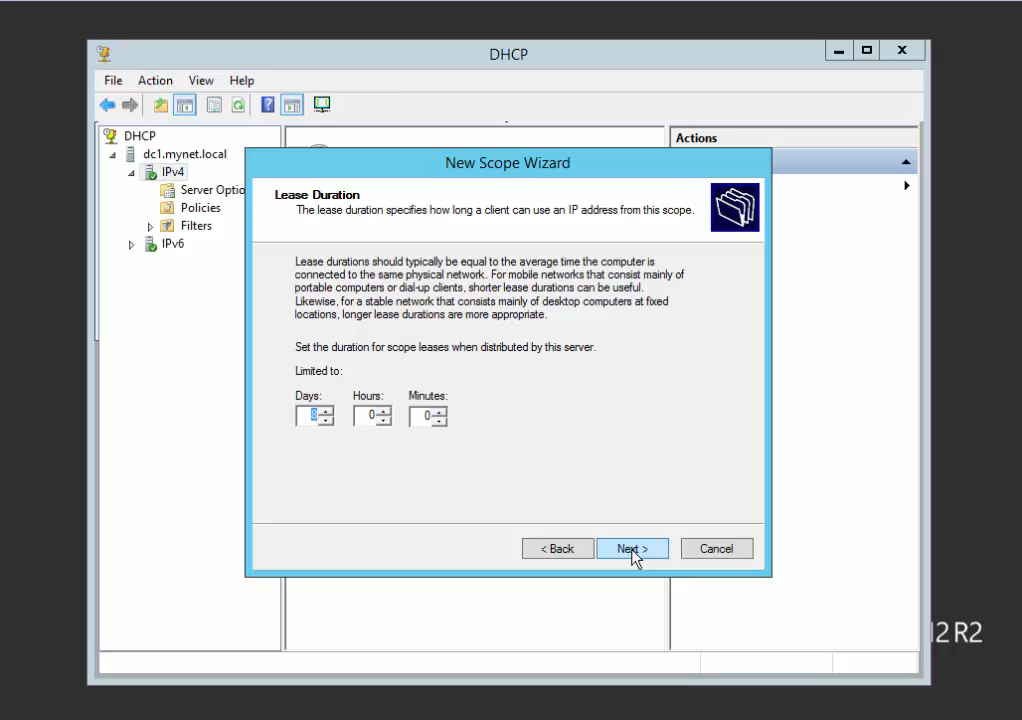 DHCP
File Action View Help
DHCP
dc1.mynet.local
IPv4
Server Optio
Policies
Filters
IPv6
Actions
New Scope Wizard
Lease Duration
The lease duration specifies how long a client can use an IP address from this scope.
Lease durations should typically be equal to the average time the computer is
connected to the same physical network. For mobile networks that consist mainly of
portable computers or dial-up clients, shorter lease durations can be useful.
Likewise, for a stable network that consists mainly of desktop computers at fixed
locations, longer lease durations are more appropriate.
Set the duration for scope leases when distributed by this server.
Limited to:
Days: Hours: Minutes:
8 0 0
< Back Next > Cancel
2 R2